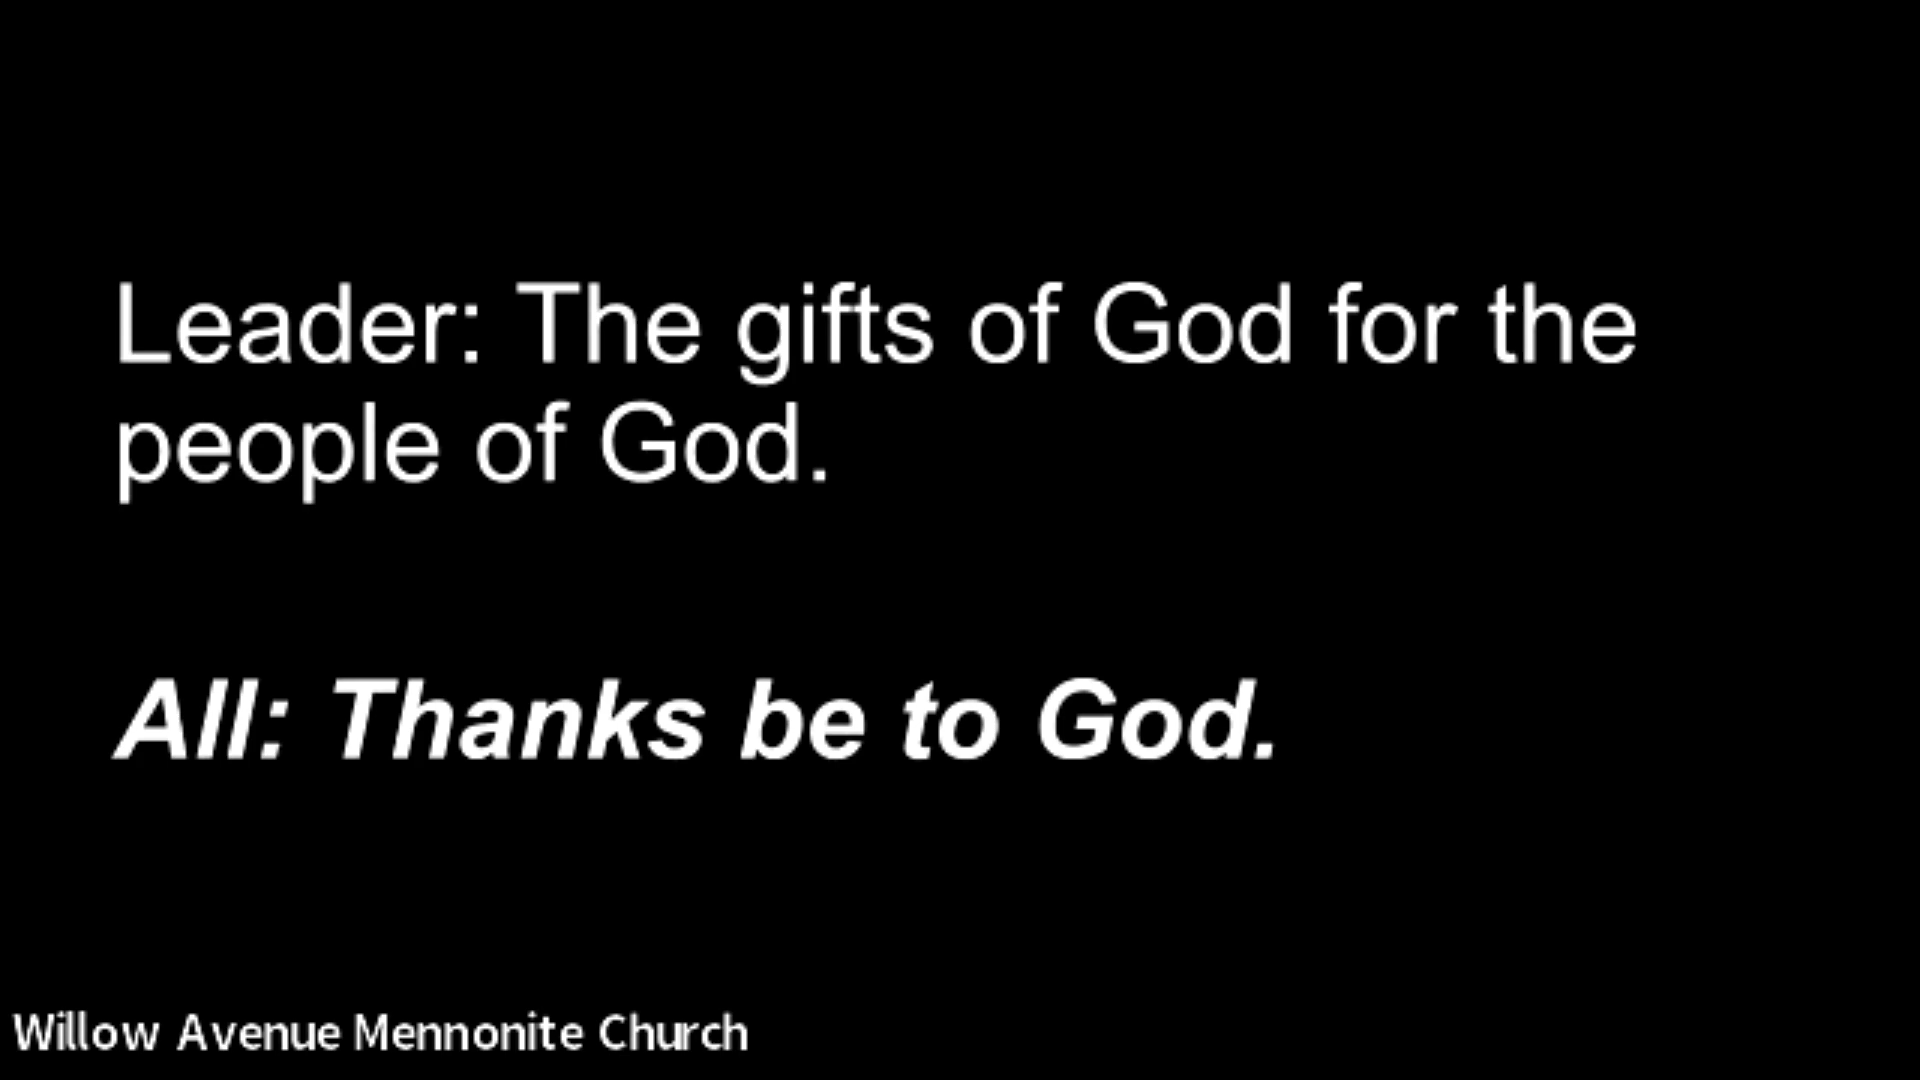 Leader: The gifts of God for the
people of God.
All: Thanks be to God.
Willow Avenue Mennonite Church